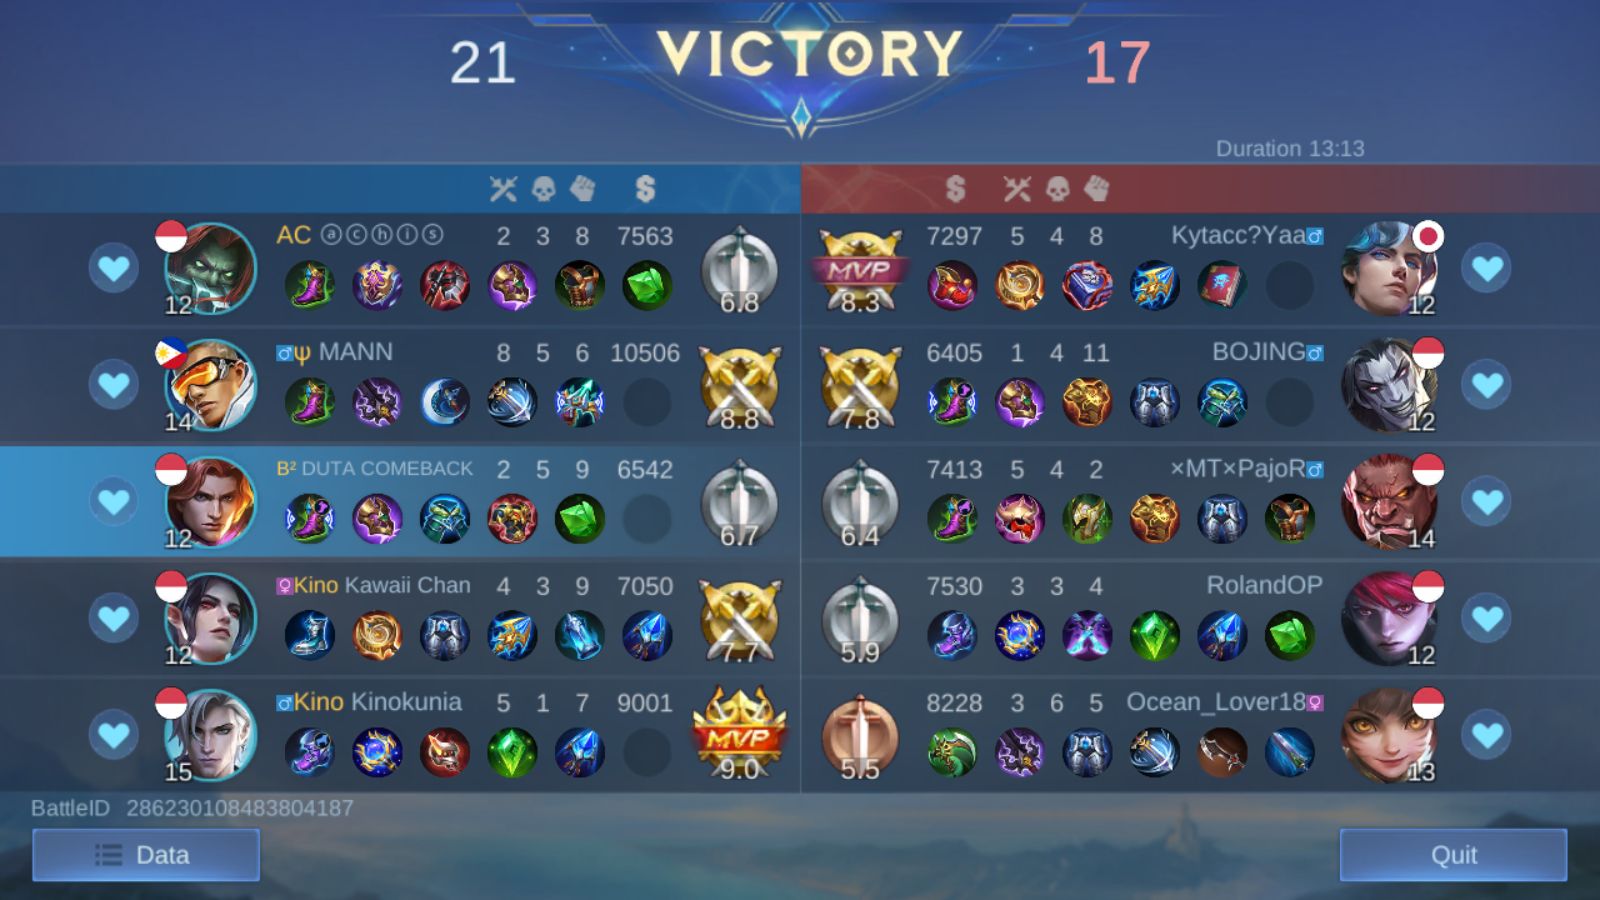 21 VICTORY 17
Duration 13:13
AC ⓐⓒⓗⓘⓢ 2 3 8 7563 6.8 12
MVP 8.3 7297 5 4 8 Kytacc?Yaa♂ 12
♂ψ MANN 8 5 6 10506 8.8 14
7.8 6405 1 4 11 BOJING♂ 12
B² DUTA COMEBACK 2 5 9 6542 6.7 12
6.4 7413 5 4 2 ×MT×PajoR♂ 14
♀Kino Kawaii Chan 4 3 9 7050 7.7 12
5.9 7530 3 3 4 RolandOP 12
♂Kino Kinokunia 5 1 7 9001 MVP 9.0 15
5.5 8228 3 6 5 Ocean_Lover18♀ 13
BattleID 286230108483804187
Data
Quit